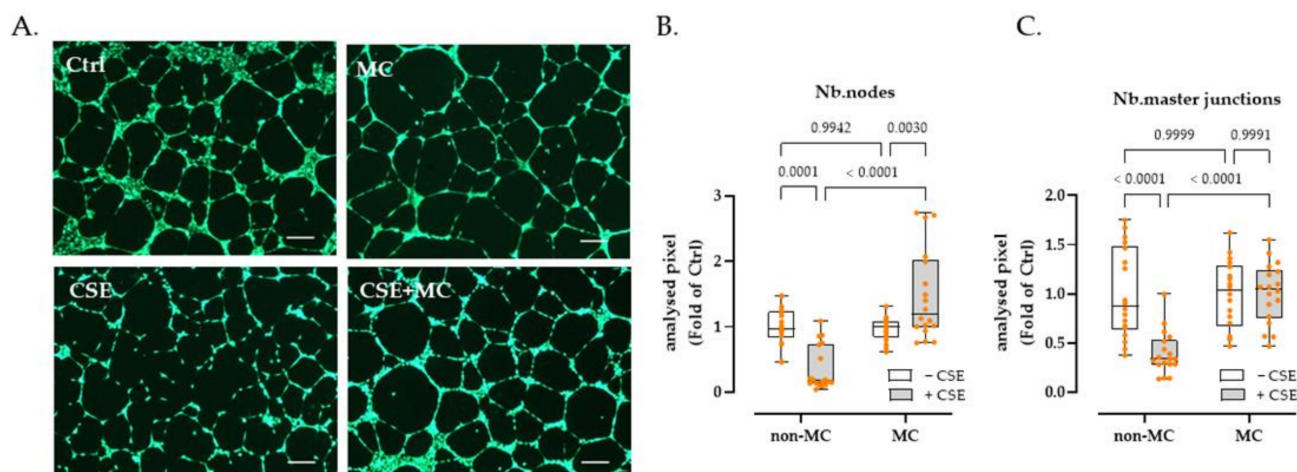 A.
Ctrl
MC
CSE
CSE+MC
B.
Nb.nodes
0.9942
0.0030
0.0001
< 0.0001
analysed pixel
(Fold of Ctrl)
3
2
1
0
− CSE
+ CSE
non-MC
MC
C.
Nb.master junctions
0.9999
0.9991
< 0.0001
< 0.0001
analysed pixel
(Fold of Ctrl)
2.0
1.5
1.0
0.5
0.0
− CSE
+ CSE
non-MC
MC